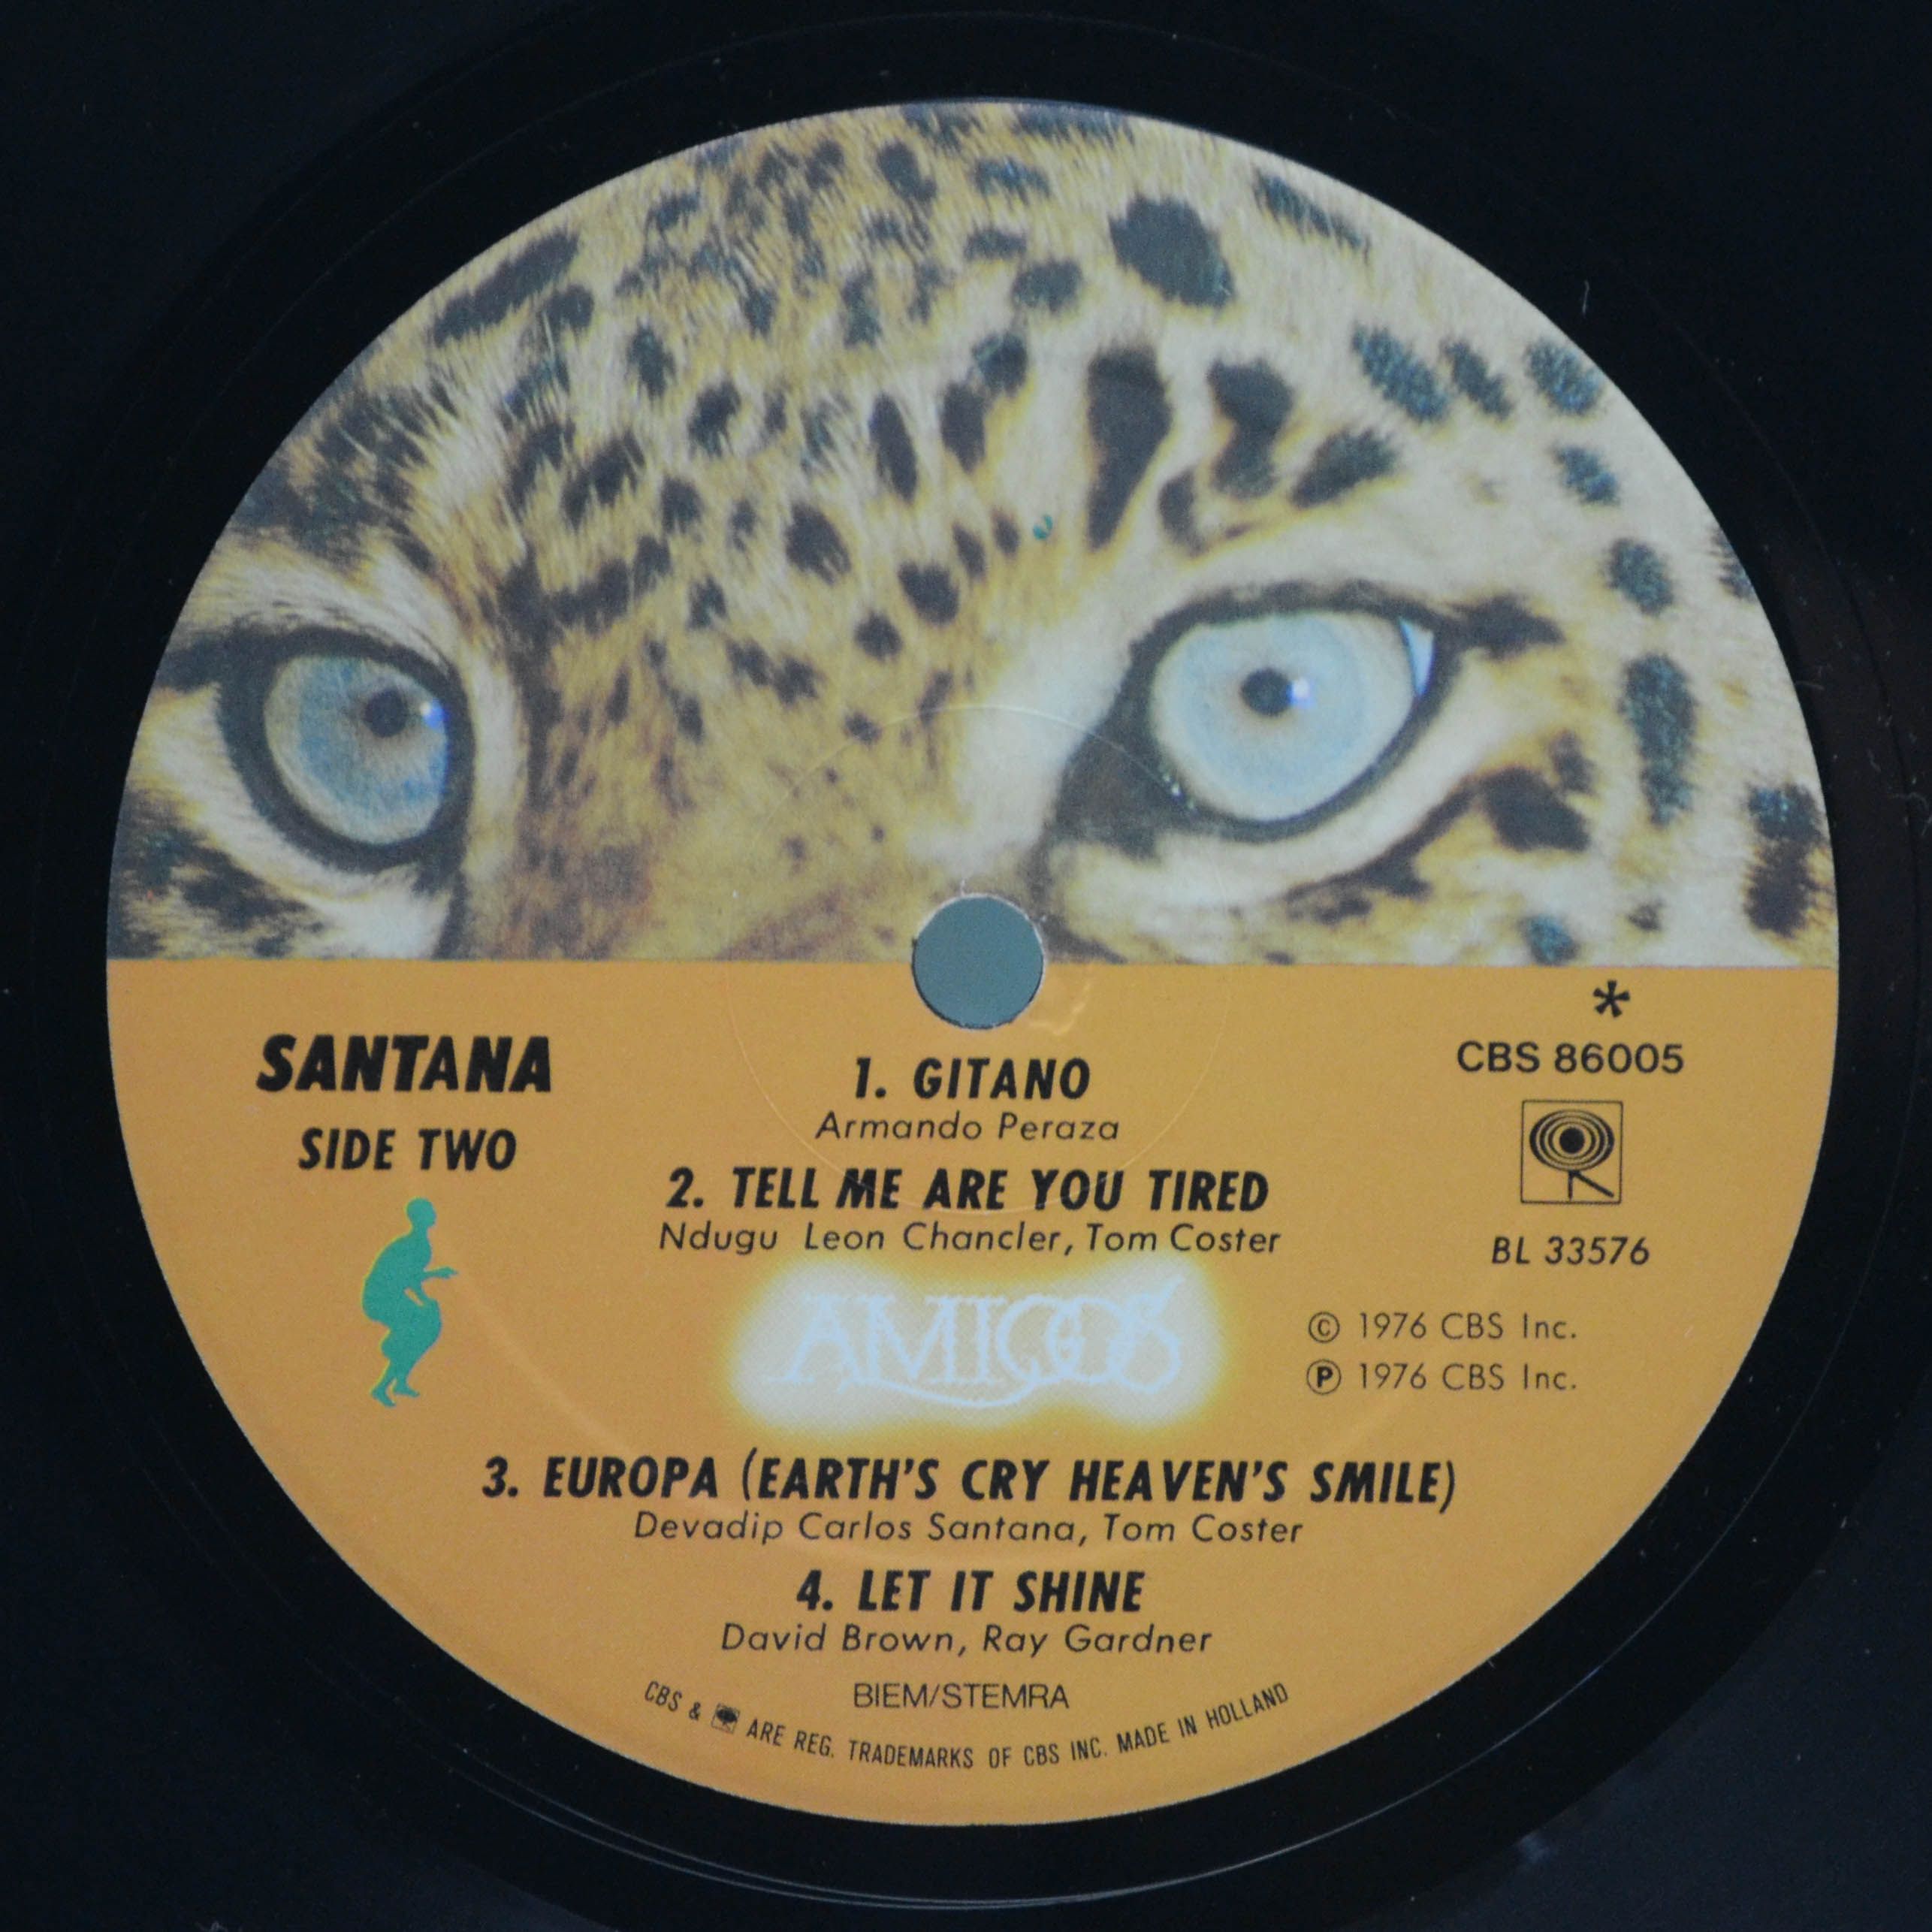 SANTANA
SIDE TWO
1. GITANO
Armando Peraza
2. TELL ME ARE YOU TIRED
Ndugu Leon Chancler, Tom Coster
AMIGOS
3. EUROPA (EARTH'S CRY HEAVEN'S SMILE)
Devadip Carlos Santana, Tom Coster
4. LET IT SHINE
David Brown, Ray Gardner
*
CBS 86005
BL 33576
© 1976 CBS Inc.
℗ 1976 CBS Inc.
BIEM/STEMRA
CBS & ARE REG. TRADEMARKS OF CBS INC. MADE IN HOLLAND